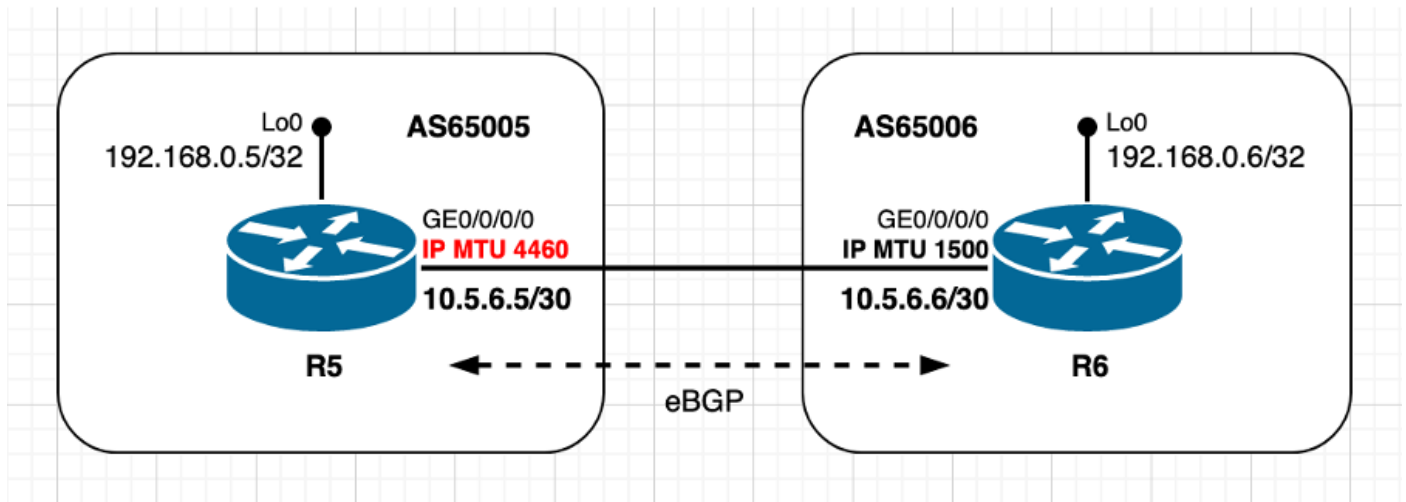 Lo0
192.168.0.5/32
AS65005
GE0/0/0/0
IP MTU 4460
10.5.6.5/30
R5
eBGP
AS65006
Lo0
192.168.0.6/32
GE0/0/0/0
IP MTU 1500
10.5.6.6/30
R6